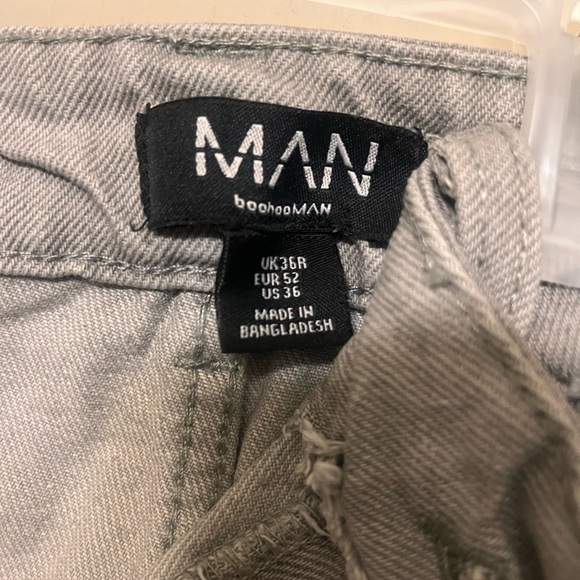 MAN
boohooMAN
UK36R
EUR 52
US 36
MADE IN
BANGLADESH